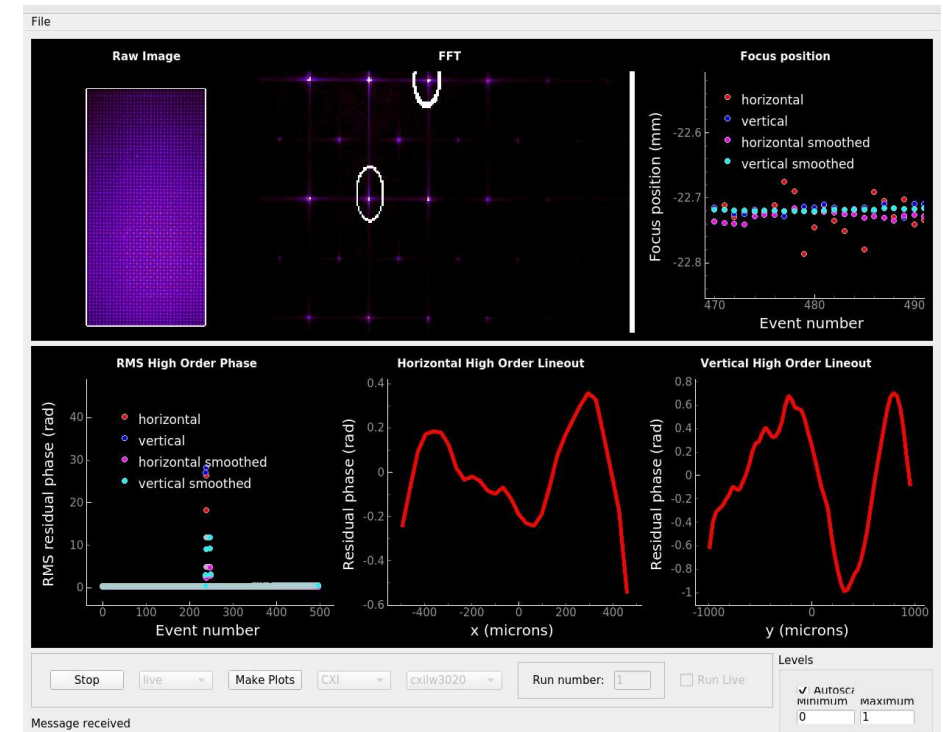 File
Raw Image
FFT
Focus position
horizontal
vertical
horizontal smoothed
vertical smoothed
Focus position (mm)
-22.6
-22.7
-22.8
470 480 490
Event number
RMS High Order Phase
horizontal
vertical
horizontal smoothed
vertical smoothed
RMS residual phase (rad)
40
30
20
10
0
0 100 200 300 400 500
Event number
Horizontal High Order Lineout
Residual phase (rad)
0.4
0.2
0
-0.2
-0.4
-0.6
-400 -200 0 200 400
x (microns)
Vertical High Order Lineout
Residual phase (rad)
0.8
0.6
0.4
0.2
0
-0.2
-0.4
-0.6
-0.8
-1
-1000 0 1000
y (microns)
Stop live Make Plots CXI cxilw3020 Run number: 1 Run Live
Levels
Autosca
Minimum Maximum
0 1
Message received